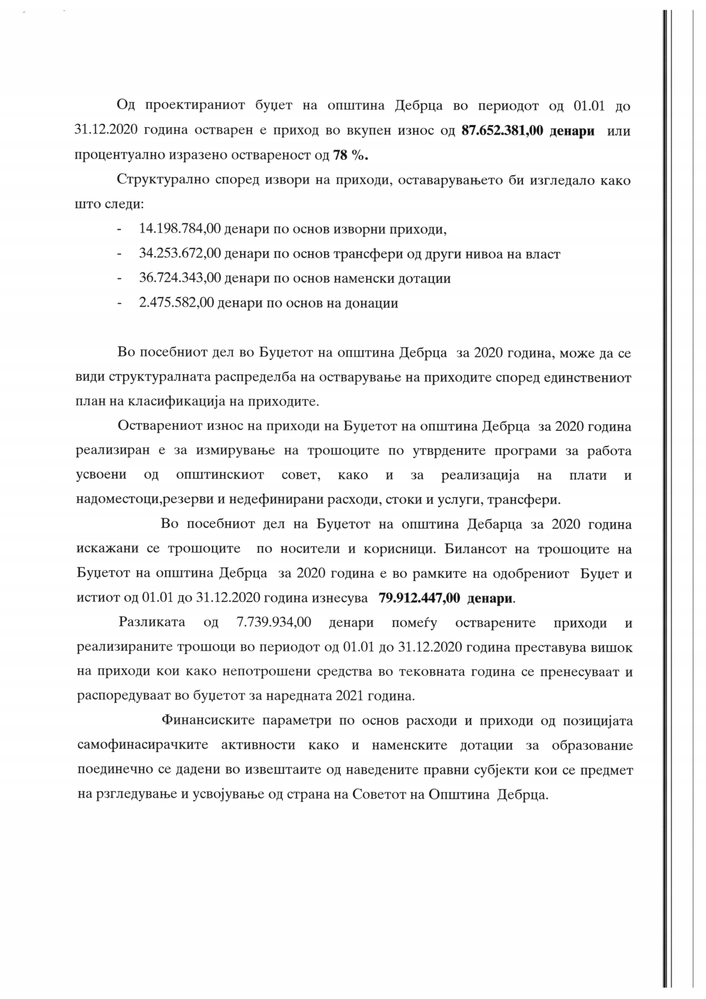 Од проектираниот буџет на општина Дебрца во периодот од 01.01 до
31.12.2020 година остварен е приход во вкупен износ од 87.652.381,00 денари или
процентуално изразено оствареност од 78 %.
Структурално според извори на приходи, оставарувањето би изгледало како
што следи:
- 14.198.784,00 денари по основ изворни приходи,
- 34.253.672,00 денари по основ трансфери од други нивоа на власт
- 36.724.343,00 денари по основ наменски дотации
- 2.475.582,00 денари по основ на донации
Во посебниот дел во Буџетот на општина Дебрца за 2020 година, може да се
види структуралната распределба на остварување на приходите според единствениот
план на класификација на приходите.
Остварениот износ на приходи на Буџетот на општина Дебрца за 2020 година
реализиран е за измирување на трошоците по утврдените програми за работа
усвоени од општинскиот совет, како и за реализација на плати и
надоместоци,резерви и недефинирани расходи, стоки и услуги, трансфери.
Во посебниот дел на Буџетот на општина Дебарца за 2020 година
искажани се трошоците по носители и корисници. Билансот на трошоците на
Буџетот на општина Дебрца за 2020 година е во рамките на одобрениот Буџет и
истиот од 01.01 до 31.12.2020 година изнесува 79.912.447,00 денари.
Разликата од 7.739.934,00 денари помеѓу остварените приходи и
реализираните трошоци во периодот од 01.01 до 31.12.2020 година преставува вишок
на приходи кои како непотрошени средства во тековната година се пренесуваат и
распоредуваат во буџетот за наредната 2021 година.
Финансиските параметри по основ расходи и приходи од позицијата
самофинасирачките активности како и наменските дотации за образование
поединечно се дадени во извештаите од наведените правни субјекти кои се предмет
на рзгледување и усвојување од страна на Советот на Општина Дебрца.